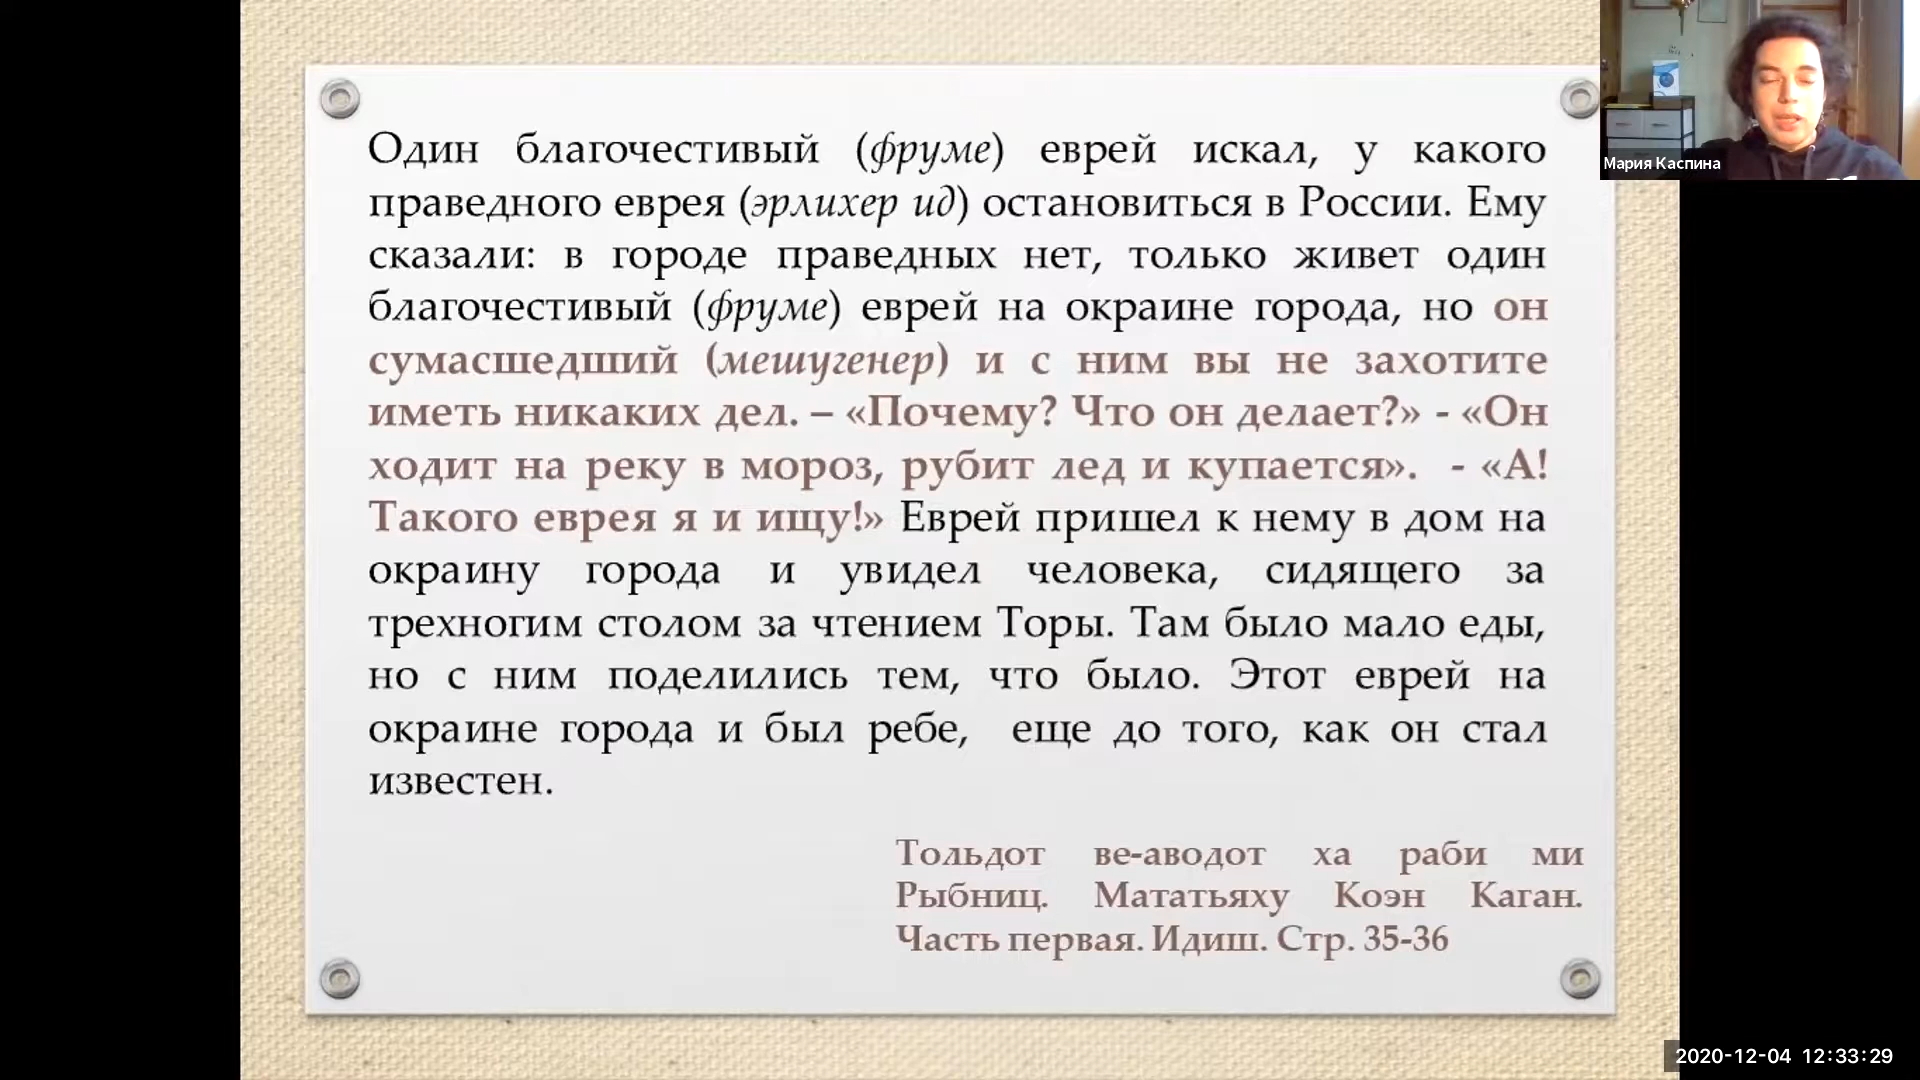 Один благочестивый (фруме) еврей искал, у какого
праведного еврея (эрлихер ид) остановиться в России. Ему
сказали: в городе праведных нет, только живет один
благочестивый (фруме) еврей на окраине города, но он
сумасшедший (мешугенер) и с ним вы не захотите
иметь никаких дел. – «Почему? Что он делает?» - «Он
ходит на реку в мороз, рубит лед и купается». - «А!
Такого еврея я и ищу!» Еврей пришел к нему в дом на
окраину города и увидел человека, сидящего за
трехногим столом за чтением Торы. Там было мало еды,
но с ним поделились тем, что было. Этот еврей на
окраине города и был ребе, еще до того, как он стал
известен.
Тольдот ве-аводот ха раби ми
Рыбниц. Мататьяху Коэн Каган.
Часть первая. Идиш. Стр. 35-36
Мария Каспина
2020-12-04 12:33:29